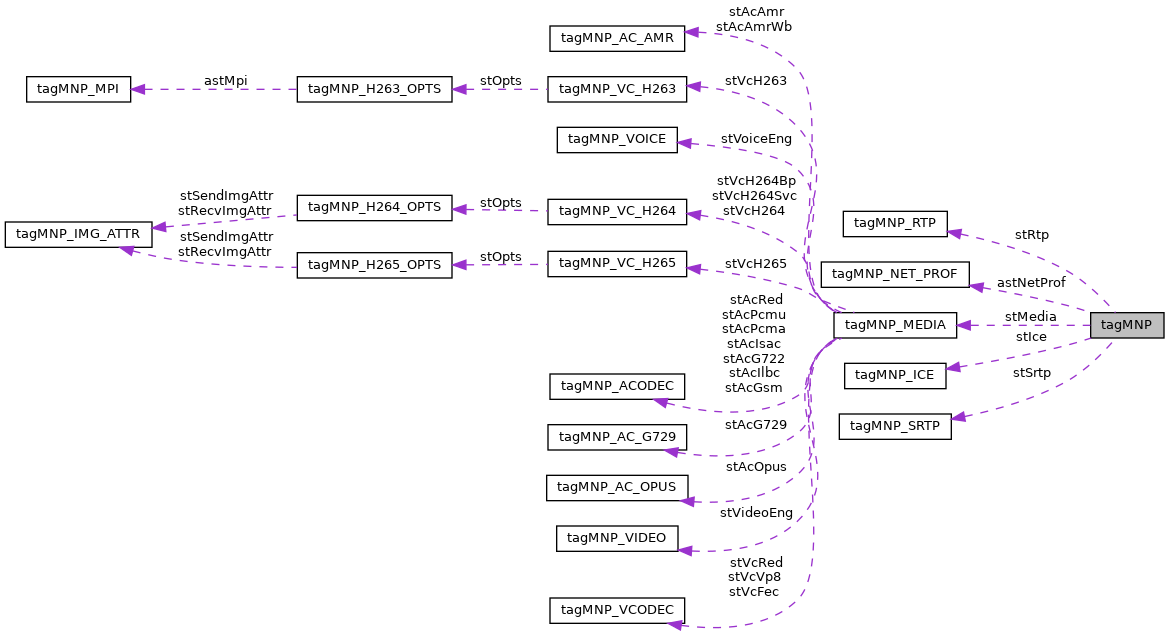 stAcAmr
stAcAmrWb
tagMNP_AC_AMR
stVcH263
astMpi
stOpts
tagMNP_MPI
tagMNP_H263_OPTS
tagMNP_VC_H263
tagMNP_VOICE
stVoiceEng
stVcH264Bp
stVcH264Svc
stVcH264
stSendImgAttr
stRecvImgAttr
tagMNP_H264_OPTS
stOpts
tagMNP_VC_H264
tagMNP_IMG_ATTR
stSendImgAttr
stRecvImgAttr
tagMNP_H265_OPTS
stOpts
tagMNP_VC_H265
stVcH265
tagMNP_RTP
stRtp
tagMNP_NET_PROF
astNetProf
tagMNP_MEDIA
stMedia
tagMNP
stIce
tagMNP_ICE
stSrtp
tagMNP_SRTP
stAcRed
stAcPcmu
stAcPcma
stAcIsac
stAcG722
stAcIlbc
stAcGsm
tagMNP_ACODEC
stAcG729
tagMNP_AC_G729
stAcOpus
tagMNP_AC_OPUS
stVideoEng
tagMNP_VIDEO
stVcRed
stVcVp8
stVcFec
tagMNP_VCODEC